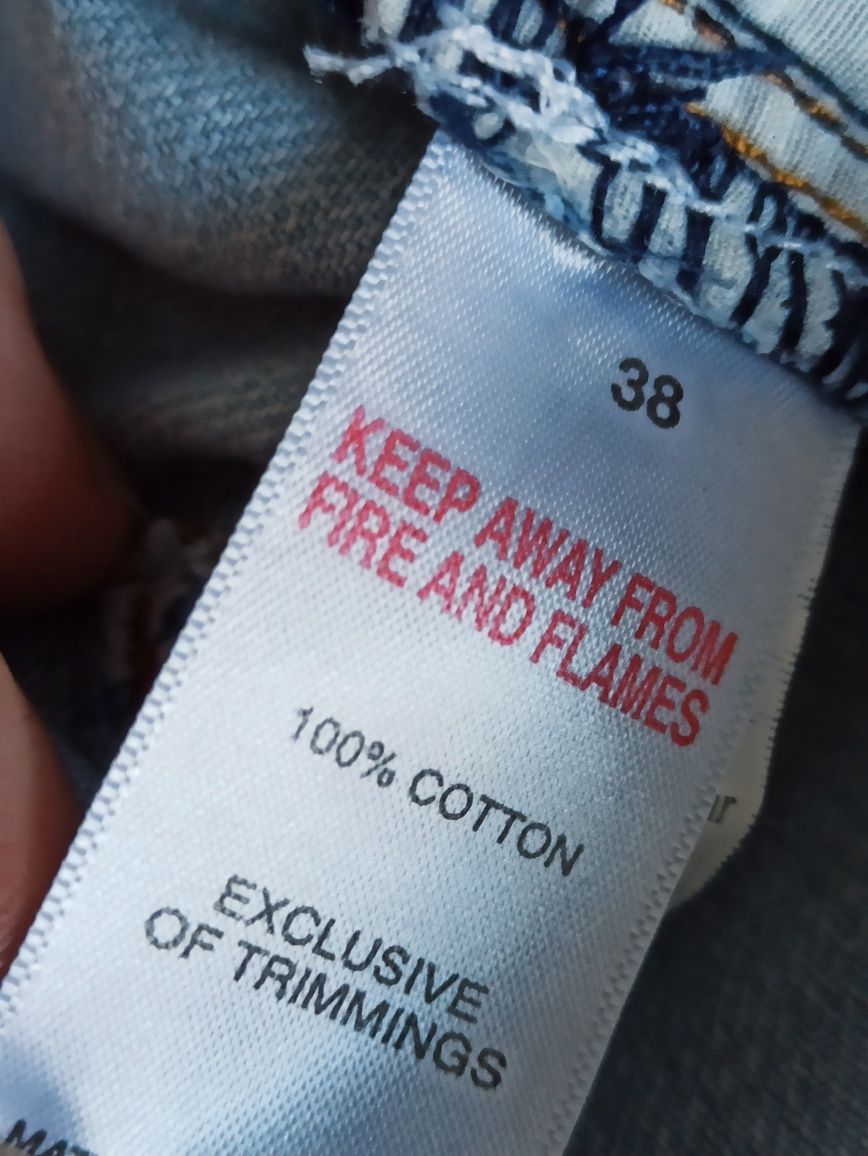 38
KEEP AWAY FROM
FIRE AND FLAMES
100% COTTON
EXCLUSIVE
OF TRIMMINGS